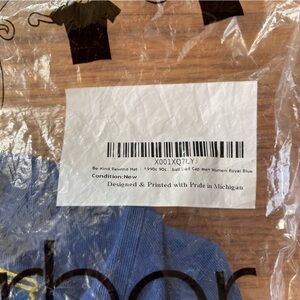 X001XQ7LYJ
Be Kind Rewind Hat | 1990s 90s Ball Dad Cap Men Women Royal Blue
Condition:New
Designed & Printed with Pride in Michigan